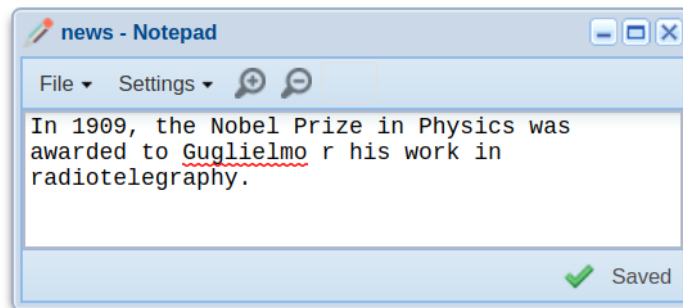 news - Notepad
File Settings
In 1909, the Nobel Prize in Physics was
awarded to Guglielmo r his work in
radiotelegraphy.
Saved